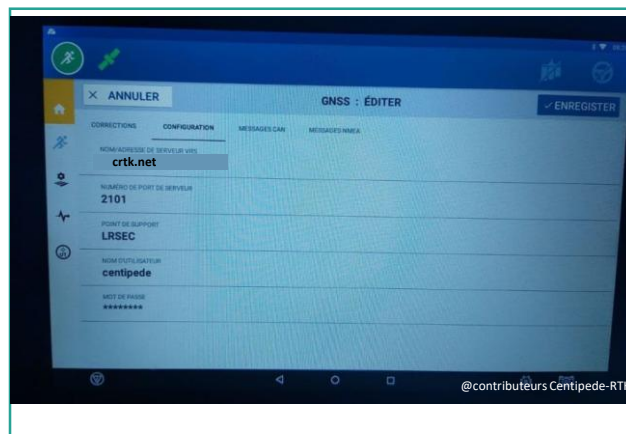 × ANNULER
GNSS : ÉDITER
✓ENREGISTER
CORRECTIONS
CONFIGURATION
MESSAGES CAN
MESSAGES NMEA
NOM/ADRESSE DE SERVEUR VRS
crtk.net
NUMÉRO DE PORT DE SERVEUR
2101
POINT DE SUPPORT
LRSEC
NOM D'UTILISATEUR
centipede
MOT DE PASSE
********
@contributeurs Centipede-RTK